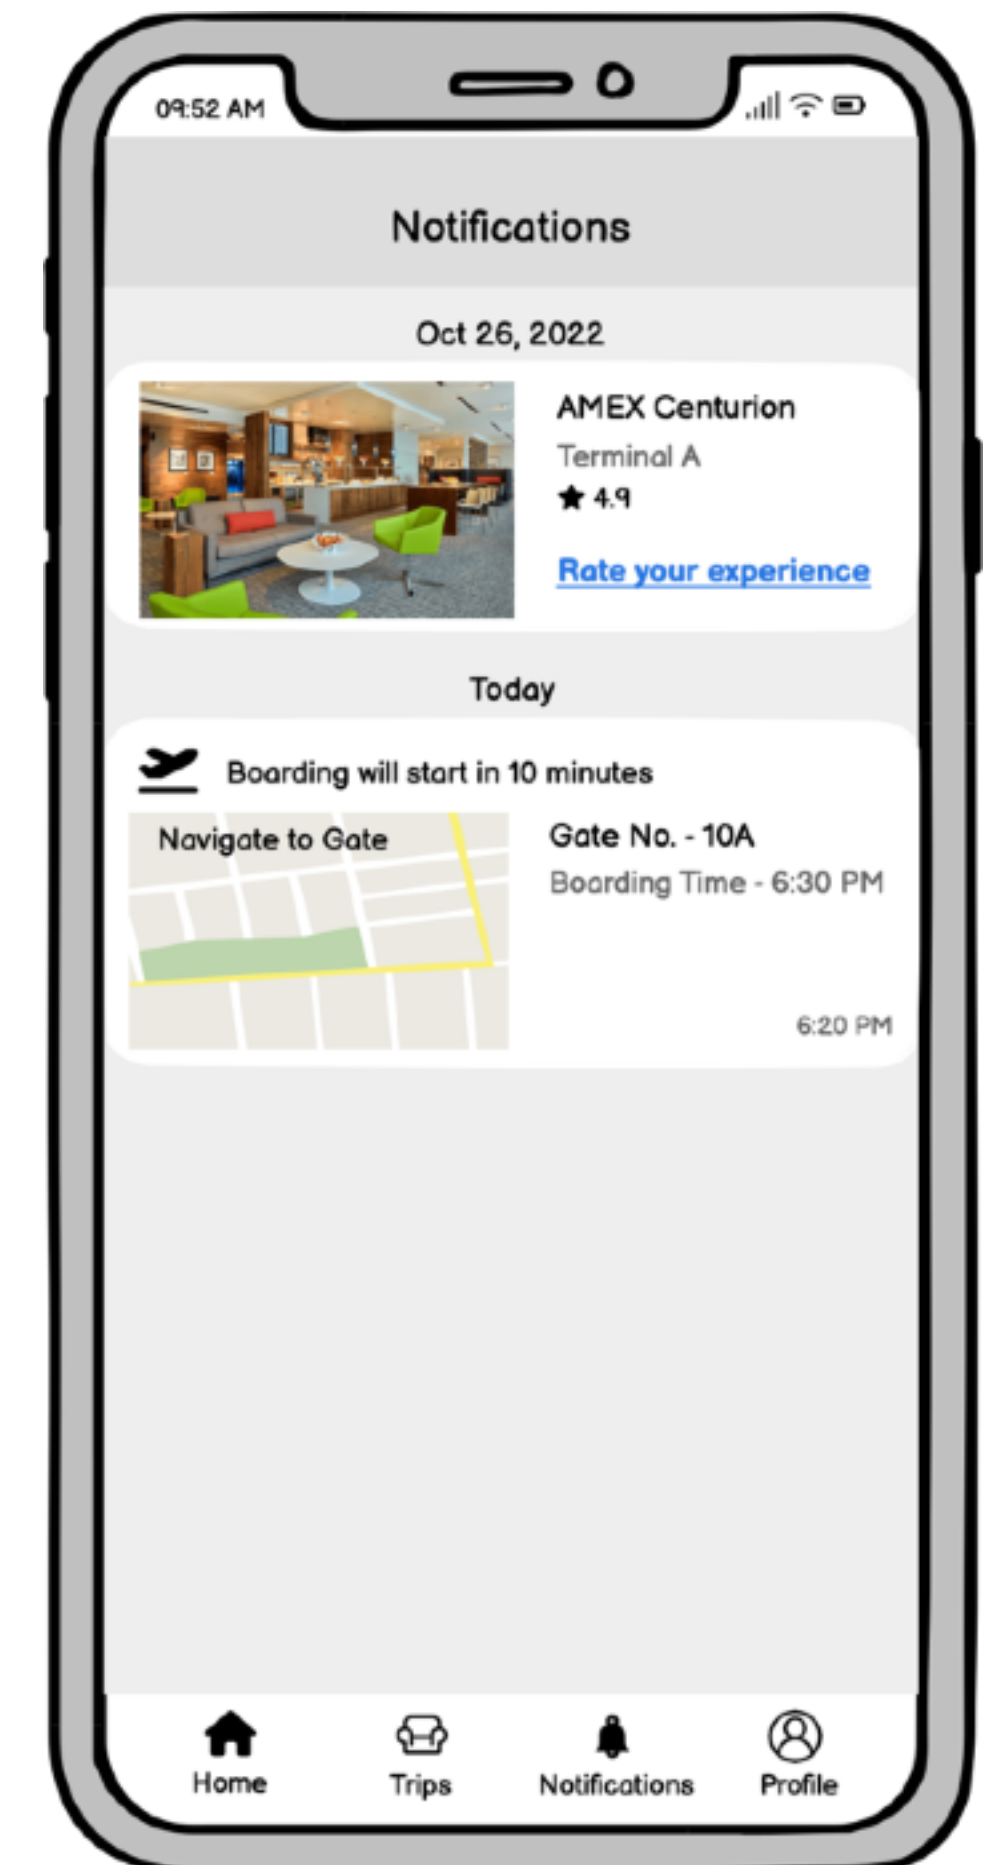 09:52 AM
Notifications
Oct 26, 2022
AMEX Centurion
Terminal A
4.9
Rate your experience
Today
Boarding will start in 10 minutes
Navigate to Gate
Gate No. - 10A
Boarding Time - 6:30 PM
6:20 PM
Home
Trips
Notifications
Profile